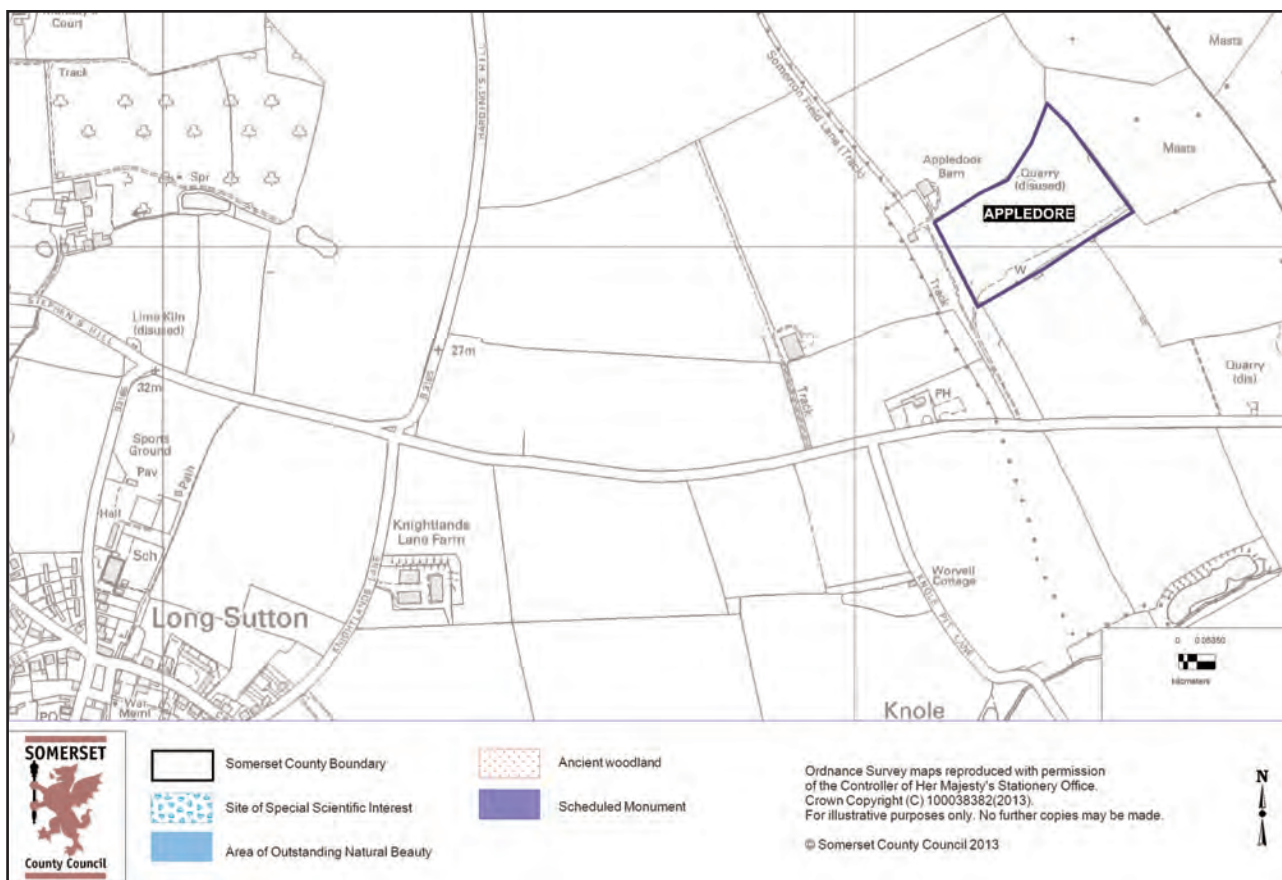 Court
Track
Spr
HARDING'S HILL
B3165
Somerton Field Lane (Track)
Masts
Masts
Appledoor
Barn
Quarry
(disused)
APPLEDORE
W
Track
STEPHEN'S HILL
Lime Kiln
(disused)
27m
32m
B3165
Track
PH
Quarry
(dis)
Sports
Ground
Pav
B Path
Hall
Sch
Knightlands
Lane Farm
KNIGHTLANDS LANE
Worvell
Cottage
KNOLE PIT LANE
Long Sutton
War
Meml
PO
Knole
0 0.05350
kilometers
SOMERSET
County Council
Somerset County Boundary
Site of Special Scientific Interest
Area of Outstanding Natural Beauty
Ancient woodland
Scheduled Monument
Ordnance Survey maps reproduced with permission
of the Controller of Her Majesty's Stationery Office.
Crown Copyright (C) 100038382(2013).
For illustrative purposes only. No further copies may be made.
© Somerset County Council 2013
N